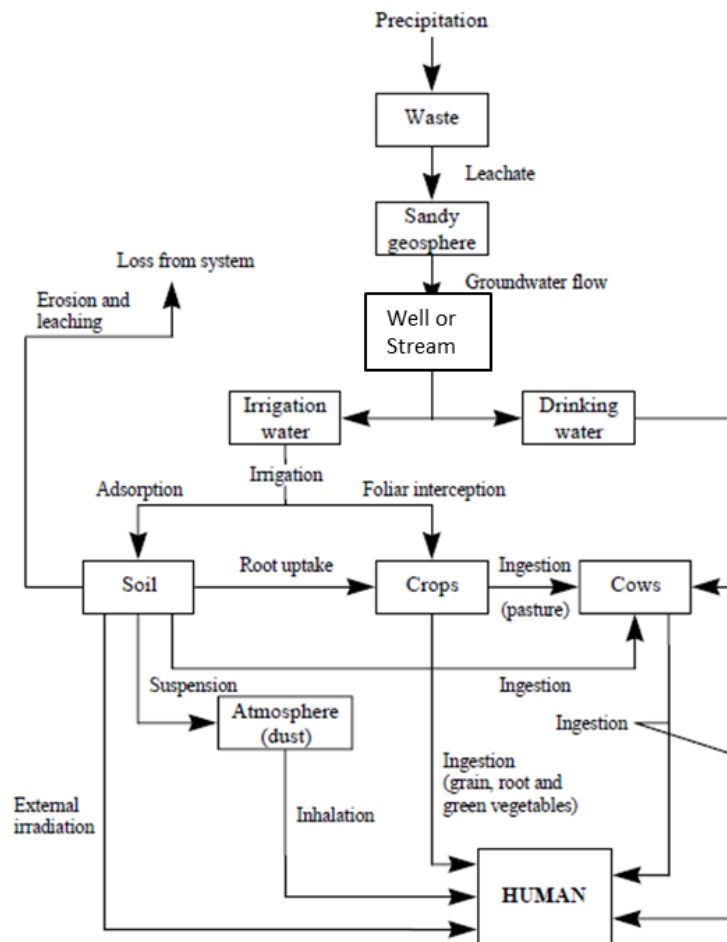 Precipitation
Waste
Leachate
Sandy
geosphere
Loss from system
Groundwater flow
Erosion and
leaching
Well or
Stream
Irrigation
water
Drinking
water
Irrigation
Adsorption
Foliar interception
Soil
Root uptake
Crops
Ingestion
(pasture)
Cows
Suspension
Ingestion
Atmosphere
(dust)
Ingestion
Ingestion
(grain, root and
green vegetables)
External
irradiation
Inhalation
HUMAN